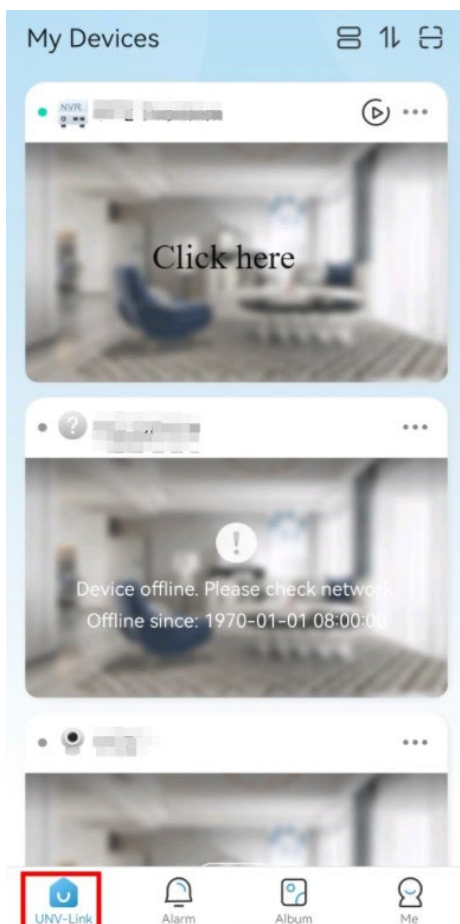 My Devices
NVR
Click here
Device offline. Please check network
Offline since: 1970-01-01 08:00:00
UNV-Link
Alarm
Album
Me